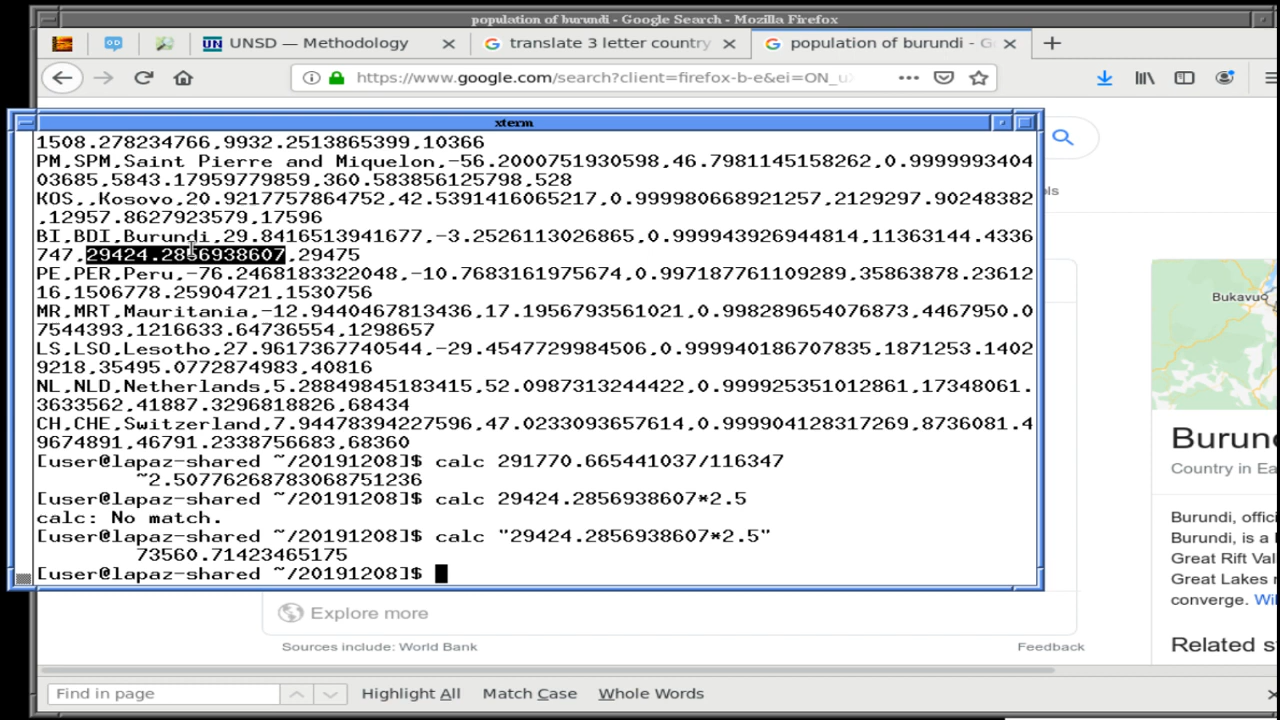 population of burundi - Google Search - Mozilla Firefox
UN UNSD — Methodology
translate 3 letter country
population of burundi - G
https://www.google.com/search?client=firefox-b-e&ei=ON_u
xterm
1508.278234766,9932.2513865399,10366
PM,SPM,Saint Pierre and Miquelon,-56.2000751930598,46.7981145158262,0.9999993404
03685,5843.17959779859,360.583856125798,528
KOS,,Kosovo,20.9217757864752,42.5391416065217,0.999980668921257,2129297.90248382
,12957.8627923579,17596
BI,BDI,Burundi,29.8416513941677,-3.2526113026865,0.999943926944814,11363144.4336
747,29424.2856938607,29475
PE,PER,Peru,-76.2468183322048,-10.7683161975674,0.997187761109289,35863878.23612
16,1506778.25904721,1530756
MR,MRT,Mauritania,-12.9440467813436,17.1956793561021,0.998289654076873,4467950.0
7544393,1216633.64736554,1298657
LS,LSO,Lesotho,27.9617367740544,-29.4547729984506,0.999940186707835,1871253.1402
9218,35495.0772874983,40816
NL,NLD,Netherlands,5.28849845183415,52.0987313244422,0.999925351012861,17348061.
3633562,41887.3296818826,68434
CH,CHE,Switzerland,7.94478394227596,47.0233093657614,0.999904128317269,8736081.4
9674891,46791.2338756683,68360
[user@lapaz-shared ~/20191208]$ calc 291770.665441037/116347
~2.50776268783068751236
[user@lapaz-shared ~/20191208]$ calc 29424.2856938607*2.5
calc: No match.
[user@lapaz-shared ~/20191208]$ calc "29424.2856938607*2.5"
73560.71423465175
[user@lapaz-shared ~/20191208]$
ols
Bukavu
Burun
Country in Ea
Burundi, offici
Burundi, is a l
Great Rift Val
Great Lakes r
converge. Wi
Explore more
Sources include: World Bank
Feedback
Related s
Find in page
Highlight All
Match Case
Whole Words